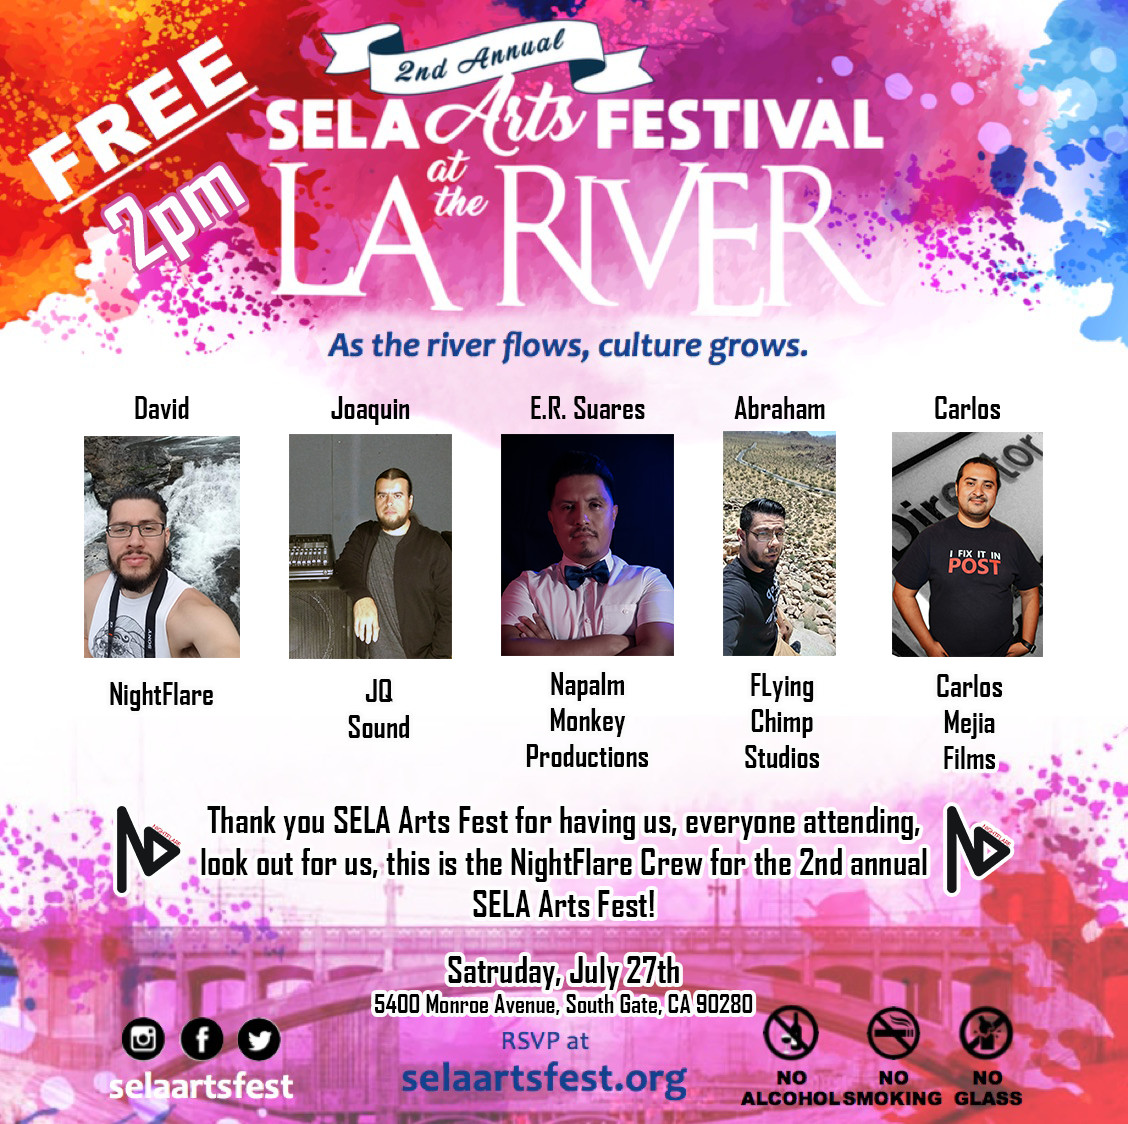 FREE
2pm
2nd Annual
SELA Arts FESTIVAL
at the
LA RIVER
As the river flows, culture grows.
David
Joaquin
E.R. Suares
Abraham
Carlos
Director
I FIX IT IN
POST
SONY
NightFlare
JQ
Sound
Napalm
Monkey
Productions
FLying
Chimp
Studios
Carlos
Mejia
Films
NIGHTFLARE
Thank you SELA Arts Fest for having us, everyone attending,
look out for us, this is the NightFlare Crew for the 2nd annual
SELA Arts Fest!
NIGHTFLARE
Satruday, July 27th
5400 Monroe Avenue, South Gate, CA 90280
RSVP at
selaartsfest.org
selaartsfest
NO
ALCOHOL
NO
SMOKING
NO
GLASS